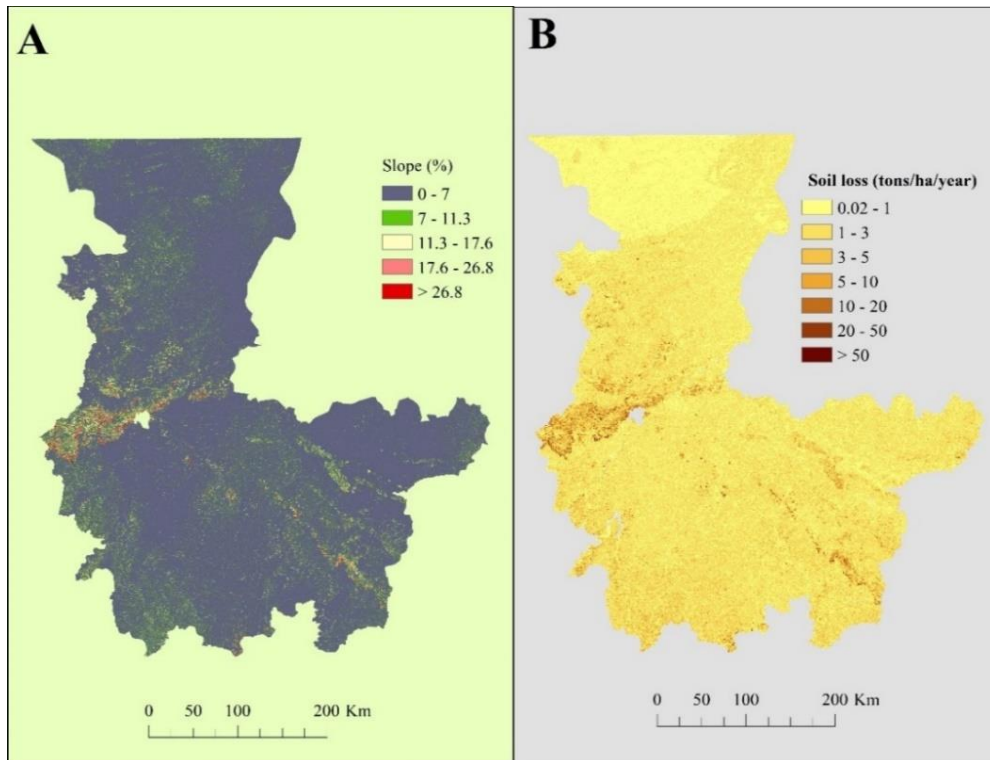 A
Slope (%)
0 - 7
7 - 11.3
11.3 - 17.6
17.6 - 26.8
> 26.8
0 50 100 200 Km
B
Soil loss (tons/ha/year)
0.02 - 1
1 - 3
3 - 5
5 - 10
10 - 20
20 - 50
> 50
0 50 100 200 Km